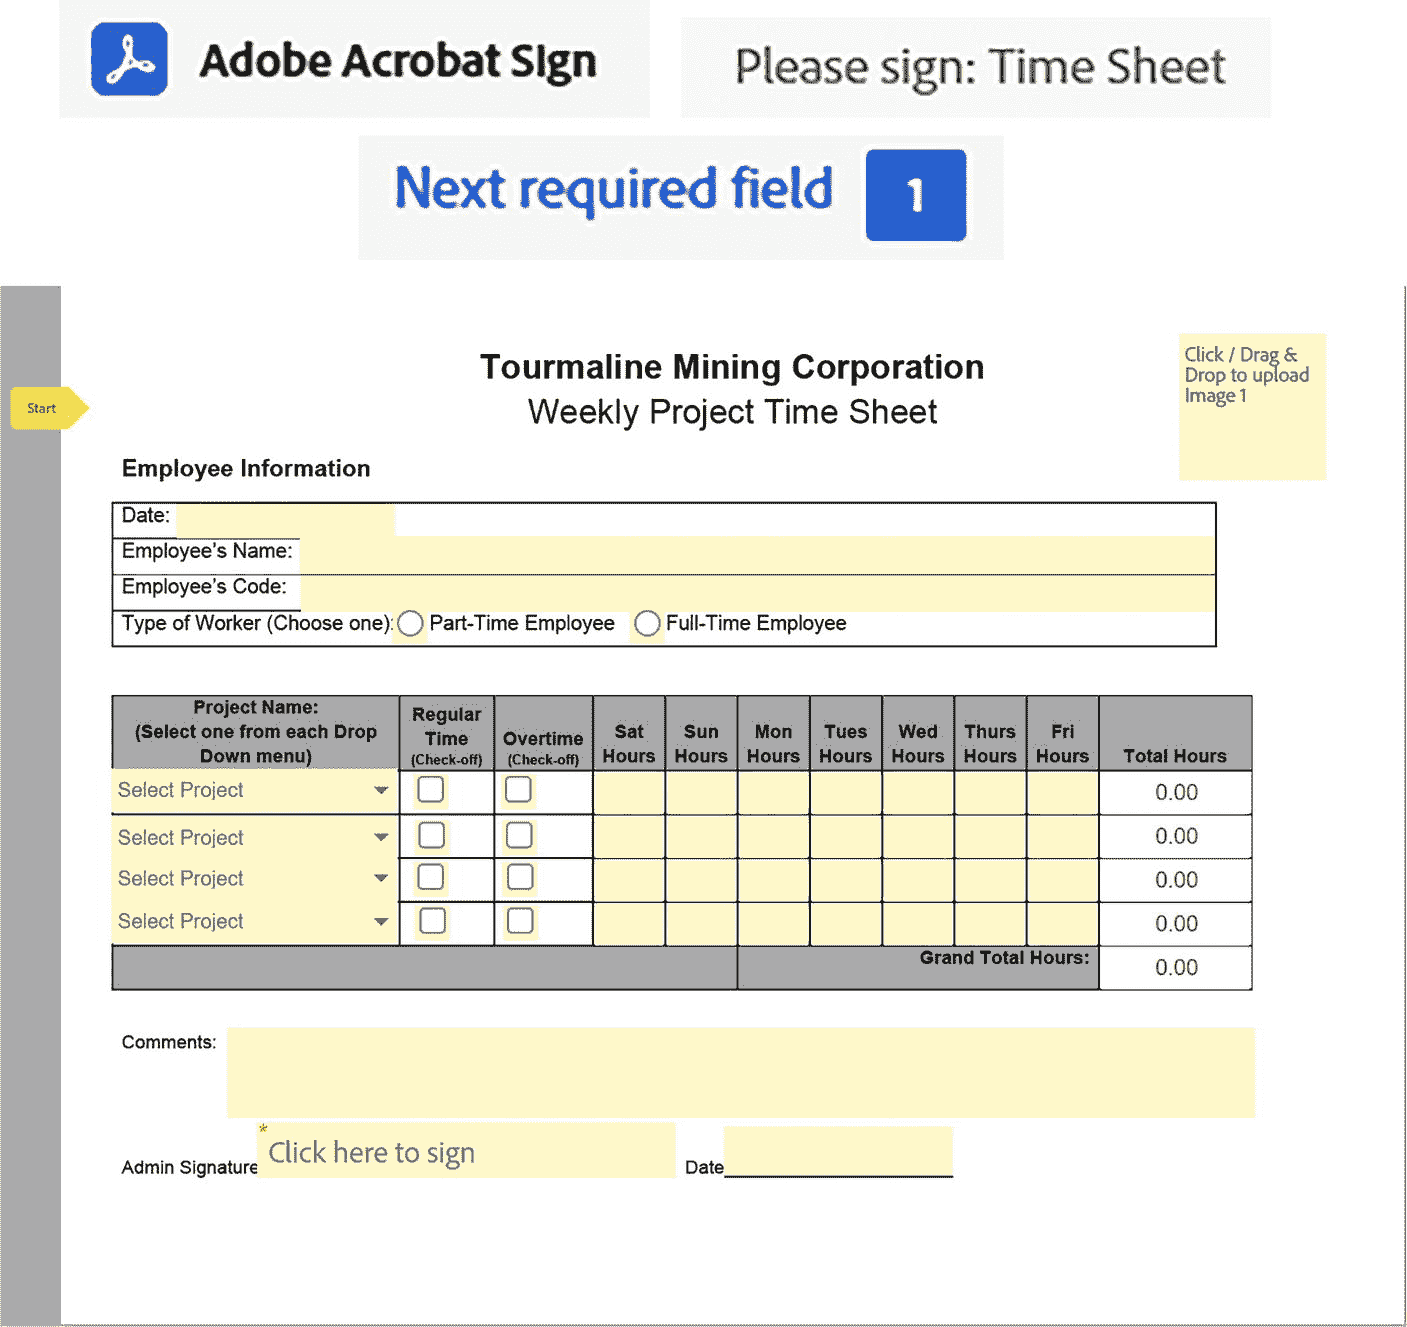 Adobe Acrobat Sign
Please sign: Time Sheet
Next required field 1
Click / Drag &
Drop to upload
Image 1
Tourmaline Mining Corporation
Weekly Project Time Sheet
Start
Employee Information
Date:
Employee's Name:
Employee's Code:
Type of Worker (Choose one): Part-Time Employee Full-Time Employee
Project Name:
(Select one from each Drop
Down menu)
Regular
Time
(Check-off)
Overtime
(Check-off)
Sat
Hours
Sun
Hours
Mon
Hours
Tues
Hours
Wed
Hours
Thurs
Hours
Fri
Hours
Total Hours
Select Project 0.00
Select Project 0.00
Select Project 0.00
Select Project 0.00
Grand Total Hours: 0.00
Comments:
* Click here to sign
Admin Signature Date